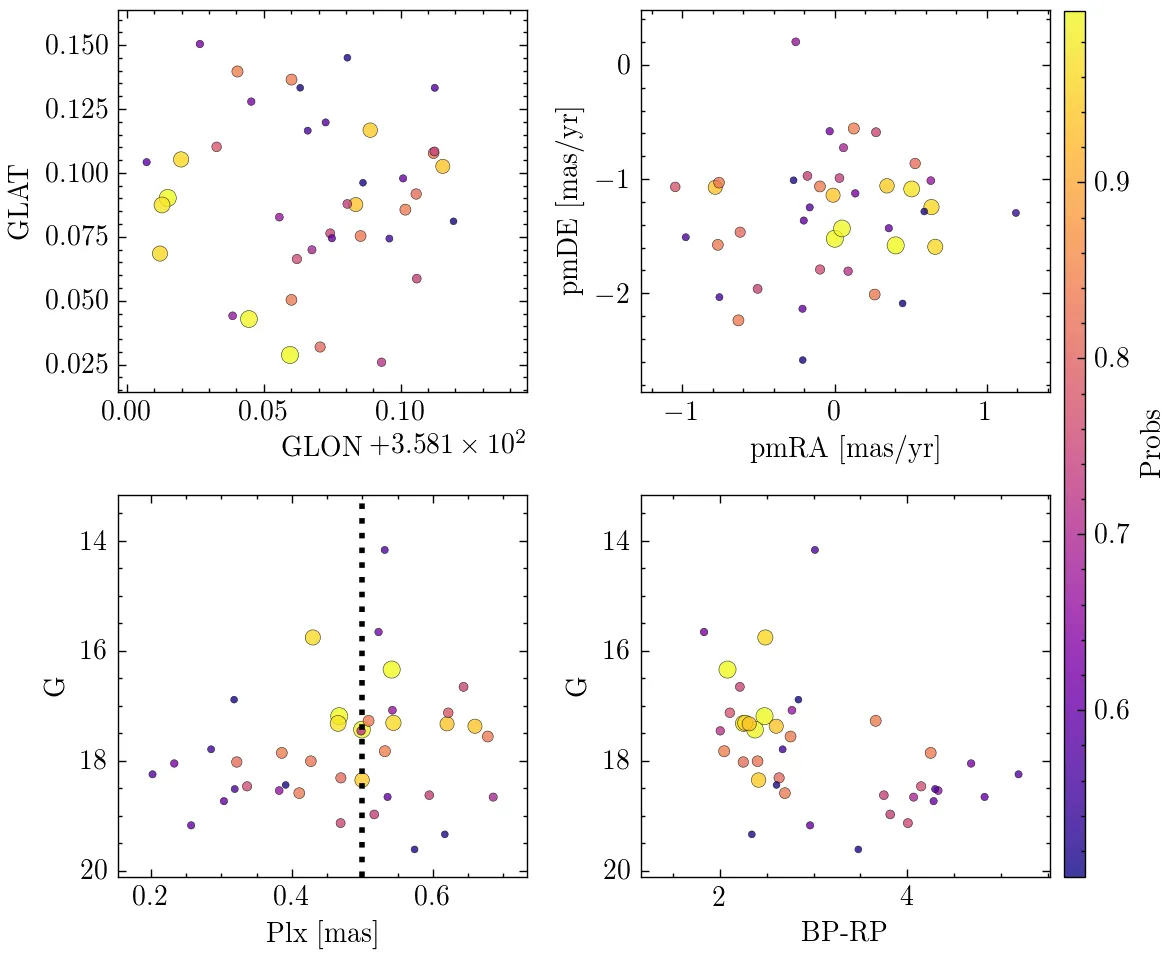 0.150
0.125
0.100
0.075
0.050
0.025
GLAT
0.00 0.05 0.10
GLON +3.581 × 10²
0
−1
−2
pmDE [mas/yr]
−1 0 1
pmRA [mas/yr]
14
16
18
20
G
0.2 0.4 0.6
Plx [mas]
14
16
18
20
G
2 4
BP-RP
0.9
0.8
0.7
0.6
Probs